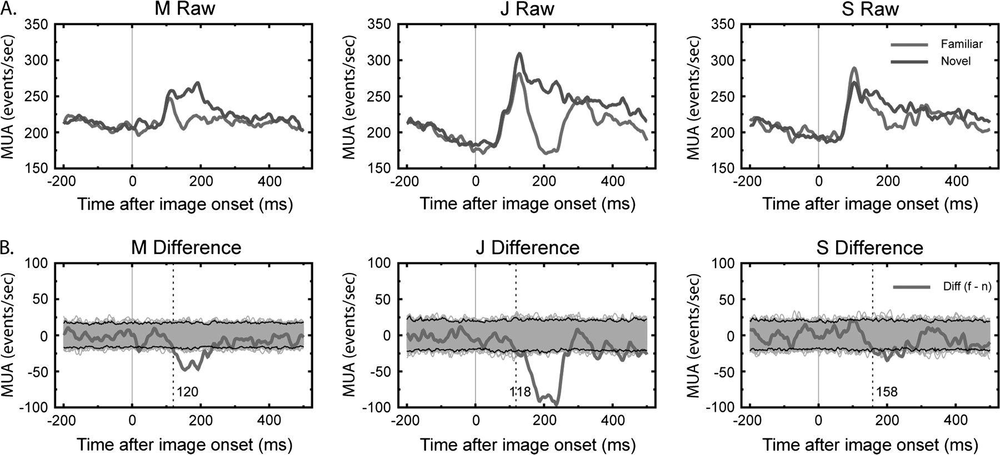 A.
M Raw
J Raw
S Raw
350
300
250
200
150
MUA (events/sec)
-200 0 200 400
Time after image onset (ms)
350
300
250
200
150
MUA (events/sec)
-200 0 200 400
Time after image onset (ms)
350
300
250
200
150
MUA (events/sec)
Familiar
Novel
-200 0 200 400
Time after image onset (ms)
B.
M Difference
J Difference
S Difference
100
50
0
-50
-100
MUA (events/sec)
120
-200 0 200 400
Time after image onset (ms)
100
50
0
-50
-100
MUA (events/sec)
118
-200 0 200 400
Time after image onset (ms)
100
50
0
-50
-100
MUA (events/sec)
Diff (f - n)
158
-200 0 200 400
Time after image onset (ms)